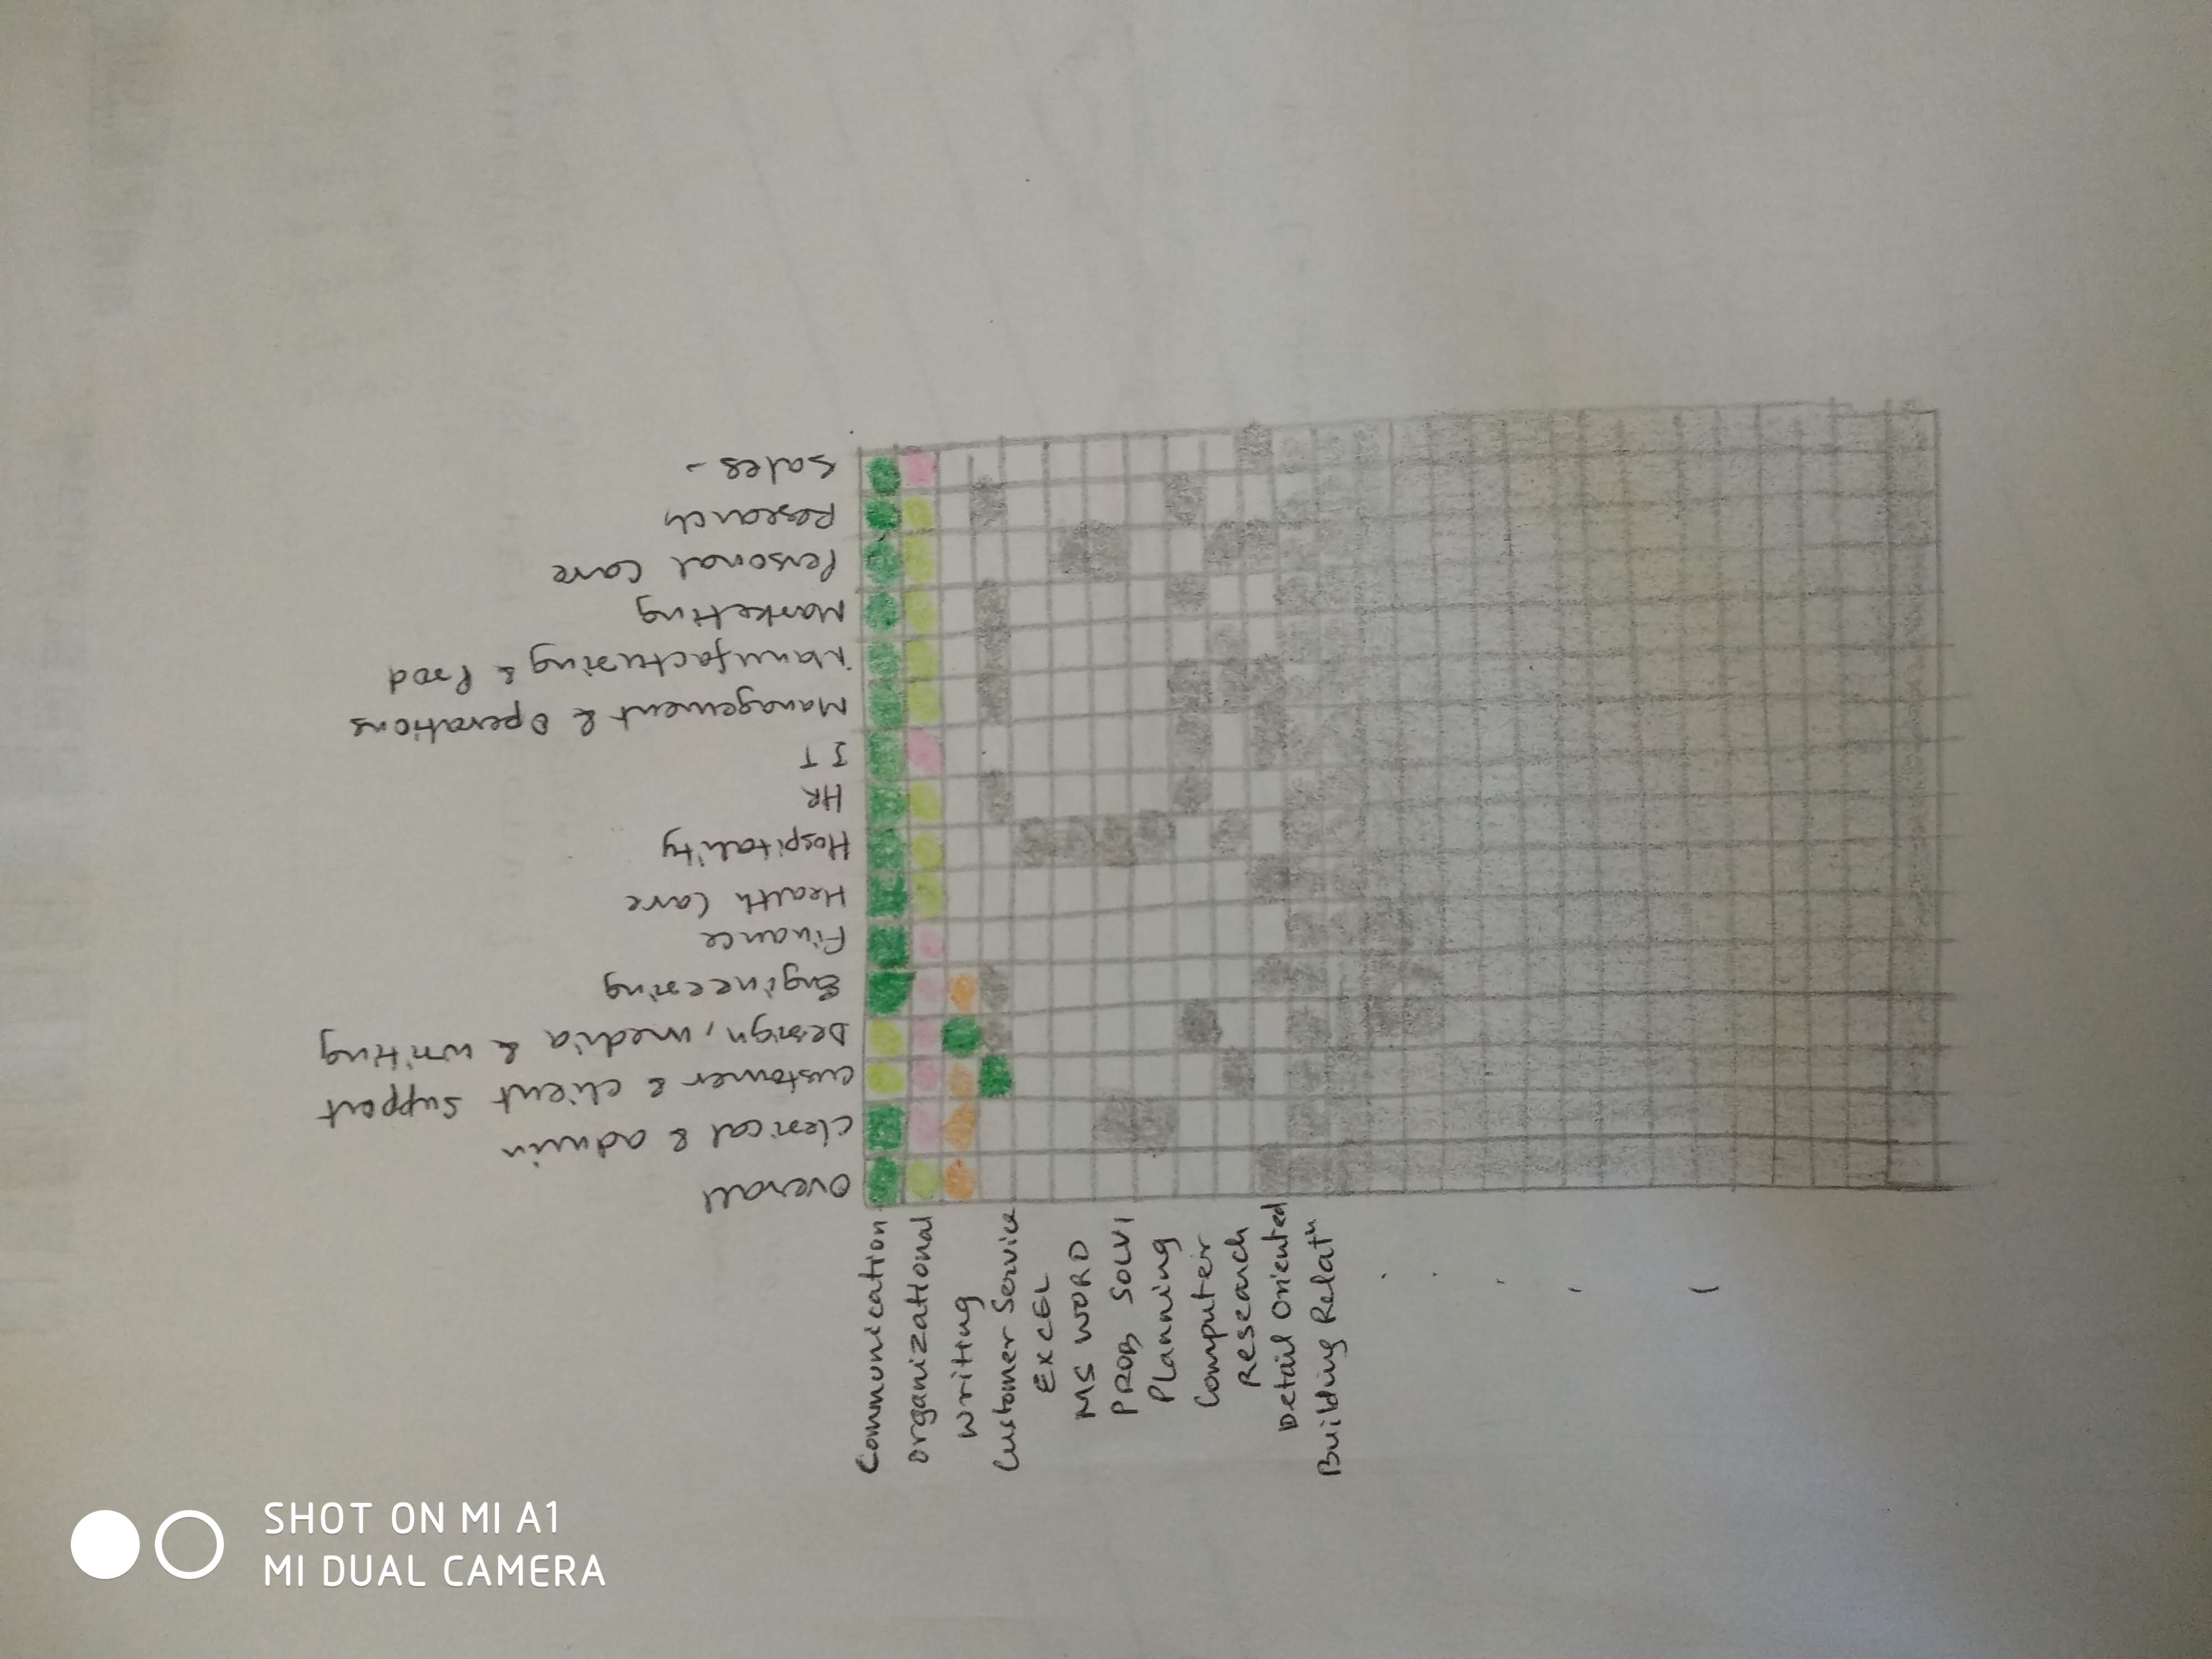 SHOT ON MI A1
MI DUAL CAMERA
Overall
Clerical & admin
Customer & client support
Design, media & writing
Engineering
Finance
Health Care
Hospitality
HR
IT
Management & Operations
Manufacturing & Prod
Marketing
Personal Care
Research
Sales
Communication
Organizational
Writing
Customer Service
EXCEL
MS WORD
PROB SOLVI
Planning
Computer
Research
Detail Oriented
Building Relatn